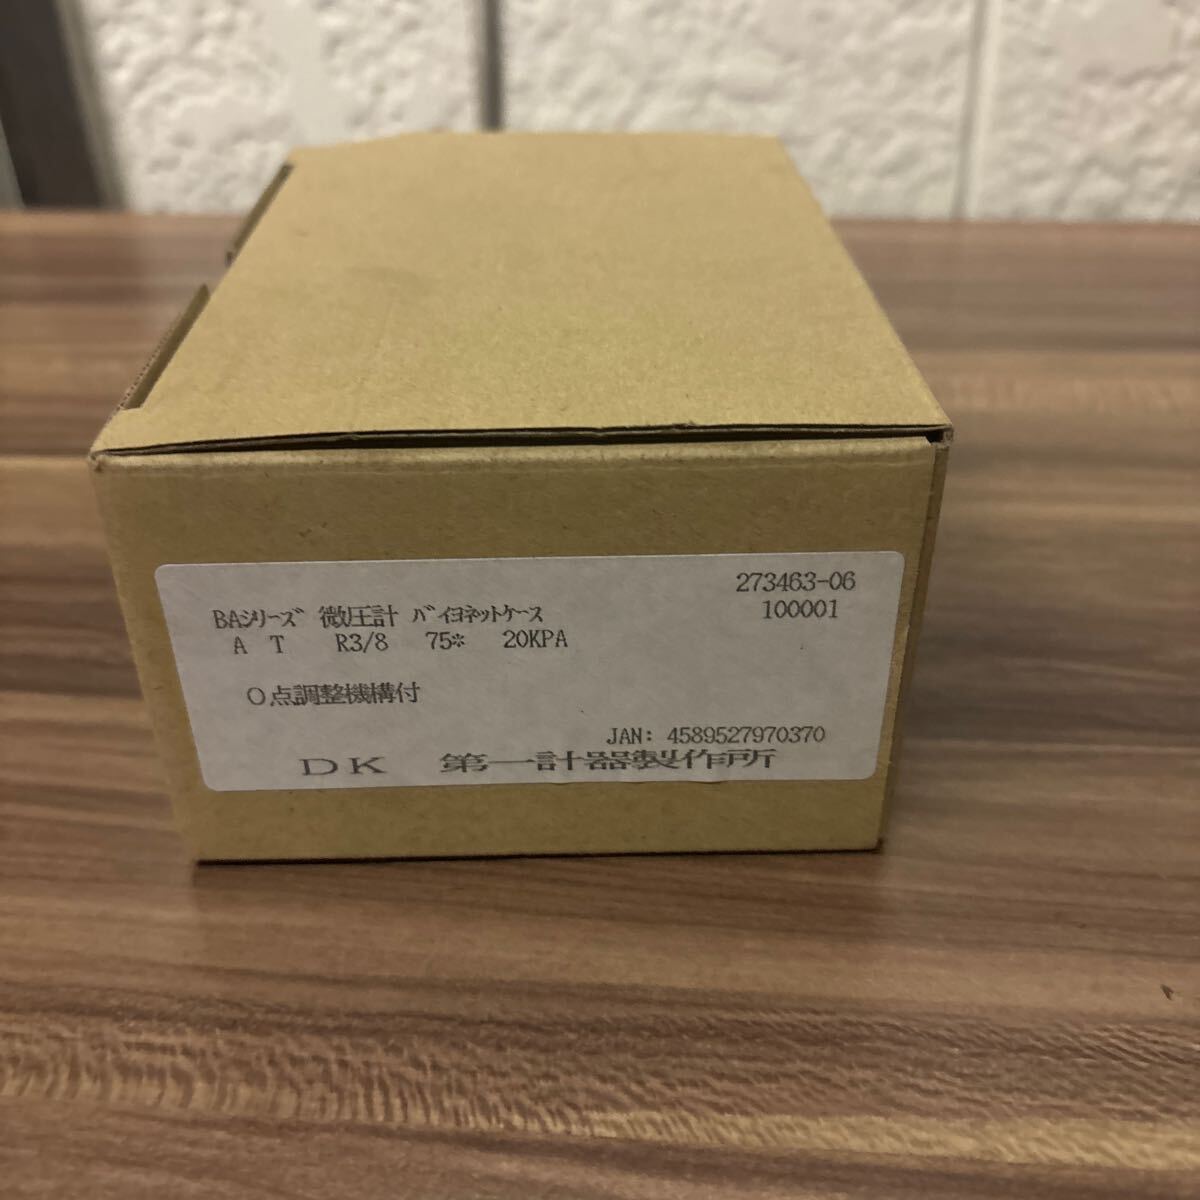 273463-06
BAｼﾘｰｽﾞ 微圧計 ﾊﾞｲﾖﾈｯﾄｹｰｽ 100001
A T R3/8 75* 20KPA
０点調整機構付
JAN: 4589527970370
DK 第一計器製作所